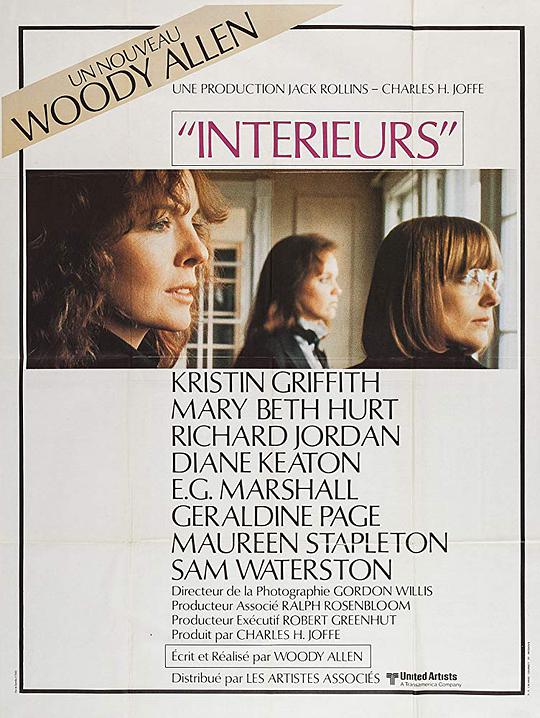 UN NOUVEAU
WOODY ALLEN
UNE PRODUCTION JACK ROLLINS – CHARLES H. JOFFE
“INTERIEURS”
KRISTIN GRIFFITH
MARY BETH HURT
RICHARD JORDAN
DIANE KEATON
E.G. MARSHALL
GERALDINE PAGE
MAUREEN STAPLETON
SAM WATERSTON
Directeur de la Photographie GORDON WILLIS
Producteur Associé RALPH ROSENBLOOM
Producteur Exécutif ROBERT GREENHUT
Produit par CHARLES H. JOFFE
Écrit et Réalisé par WOODY ALLEN
Distribué par LES ARTISTES ASSOCIÉS
United Artists
A Transamerica Company